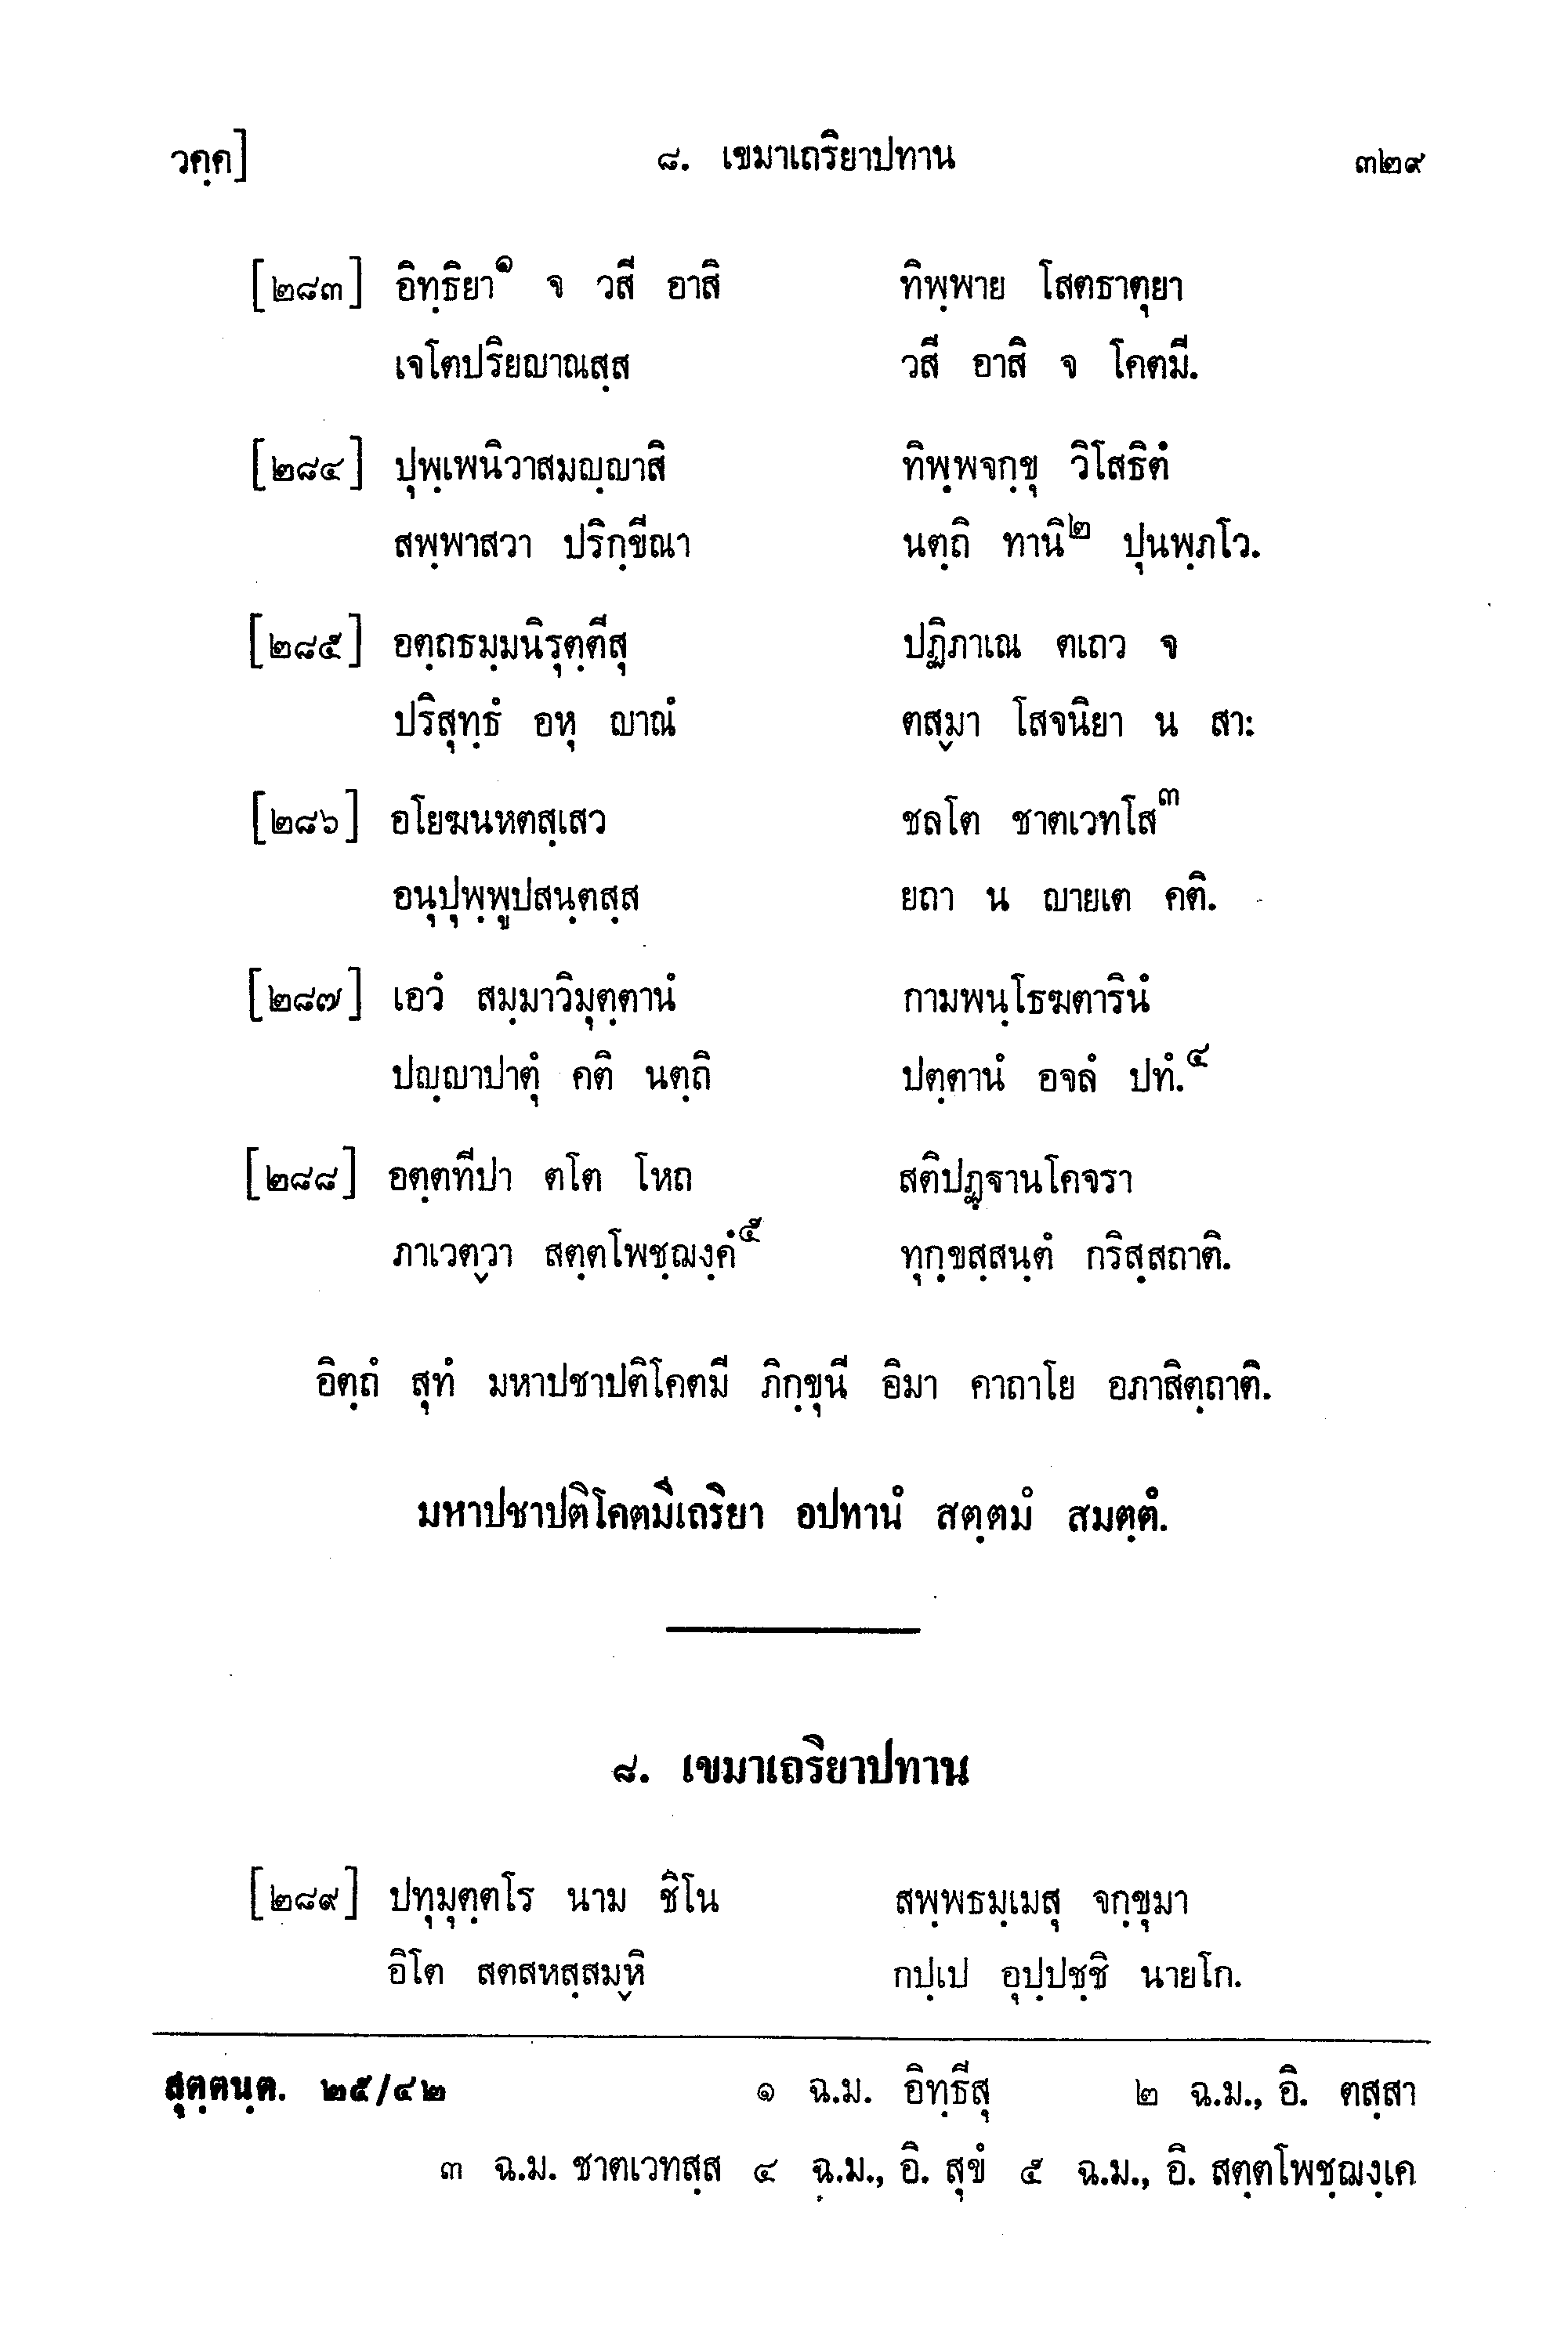 วคฺค] ๘. เขมาเถริยาปทาน ๓๒๙
[๒๘๓] อิทฺธิยา๑ จ วสี อาสิ ทิพฺพาย โสตธาตุยา
เจโตปริยญาณสฺส วสี อาสิ จ โคตมี.
[๒๘๔] ปุพฺเพนิวาสมญฺญาสิ ทิพฺพจกฺขุ วิโสธิตํ
สพฺพาสวา ปริกฺขีณา นตฺถิ ทานิ๒ ปุนพฺภโว.
[๒๘๕] อตฺถธมฺมนิรุตฺตีสุ ปฏิภาเณ ตเถว จ
ปริสุทฺธํ อหุ ญาณํ ตสฺมา โสจนิยา น สา:
[๒๘๖] อโยฆนหตสฺเสว ชลโต ชาตเวทโส๓
อนุปุพฺพูปสนฺตสฺส ยถา น ญายเต คติ.
[๒๘๗] เอวํ สมฺมาวิมุตฺตานํ กามพนฺโธฆตารินํ
ปญฺญาปาตุํ คติ นตฺถิ ปตฺตานํ อจลํ ปทํ.๔
[๒๘๘] อตฺตทีปา ตโต โหถ สติปฏฺฐานโคจรา
ภาเวตฺวา สตฺตโพชฺฌงฺคํ๕ ทุกฺขสฺสนฺตํ กริสฺสถาติ.
อิตฺถํ สุทํ มหาปชาปติโคตมี ภิกฺขุนี อิมา คาถาโย อภาสิตฺถาติ.
มหาปชาปติโคตมีเถริยา อปทานํ สตฺตมํ สมตฺตํ.
๘. เขมาเถริยาปทาน
[๒๘๙] ปทุมุตฺตโร นาม ชิโน สพฺพธมฺเมสุ จกฺขุมา
อิโต สตสหสฺสมฺหิ กปฺเป อุปฺปชฺชิ นายโก.
สุตฺตนฺต. ๒๕/๔๒ ๑ ฉ.ม. อิทฺธีสุ ๒ ฉ.ม., อิ. ตสฺสา
๓ ฉ.ม. ชาตเวทสฺส ๔ ฉ.ม., อิ. สุขํ ๕ ฉ.ม., อิ. สตฺตโพชฺฌงฺเค